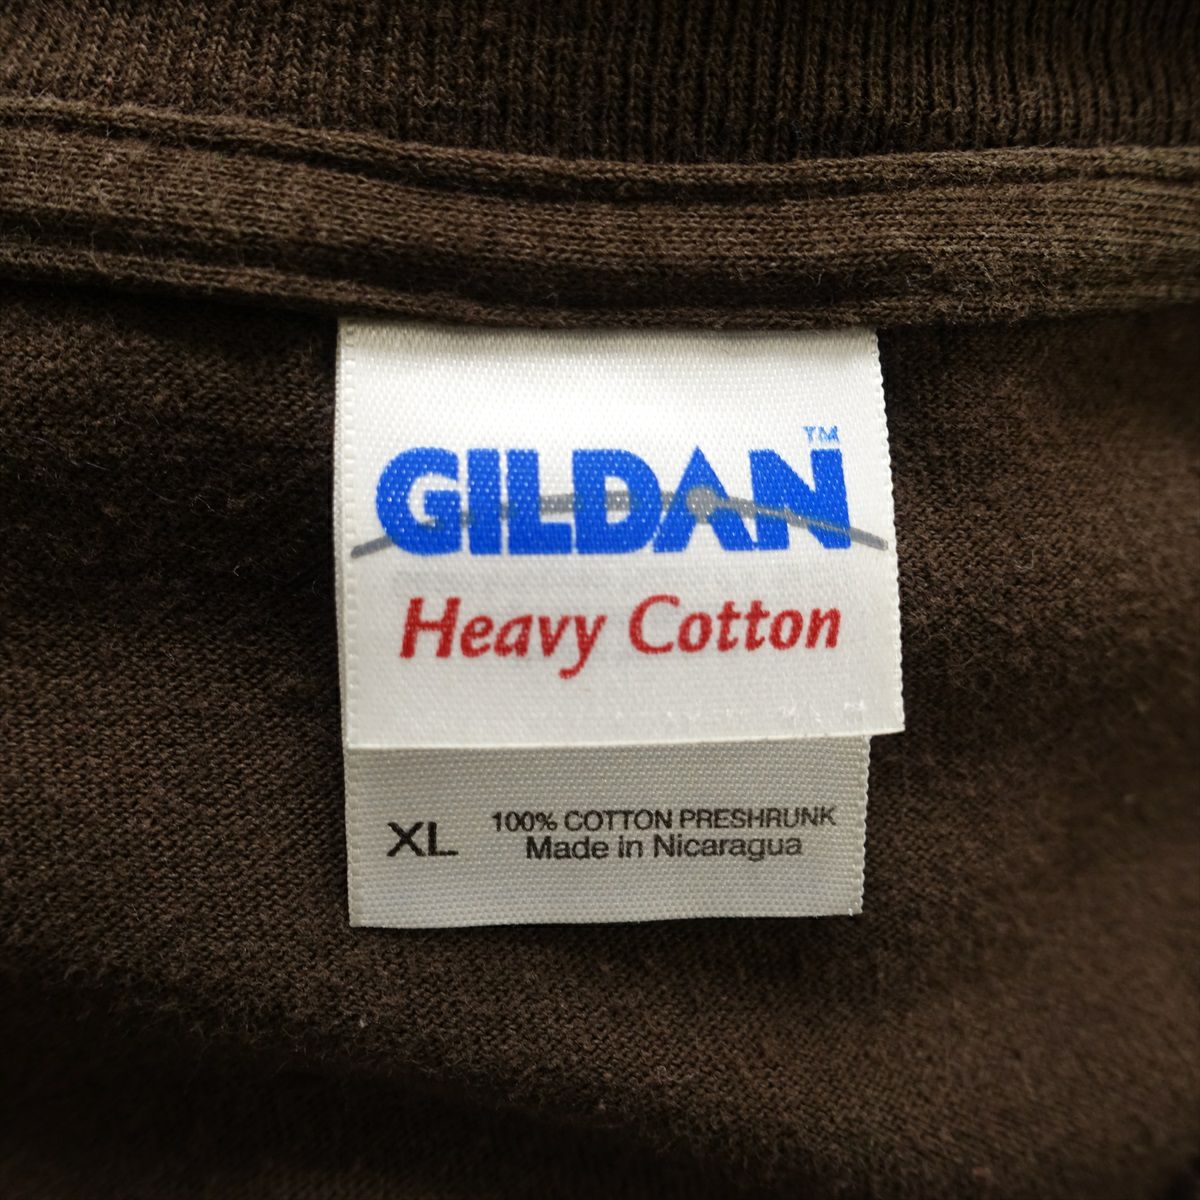 GILDAN™
Heavy Cotton
XL 100% COTTON PRESHRUNK
Made in Nicaragua